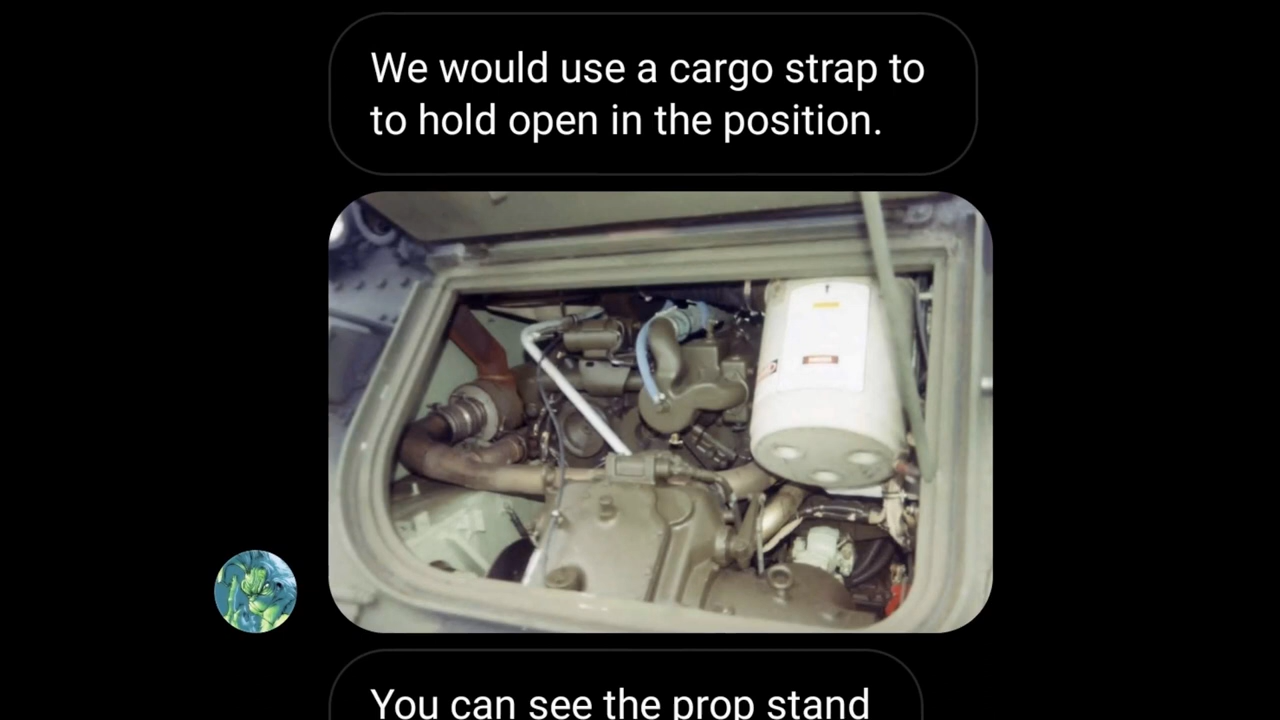 We would use a cargo strap to
to hold open in the position.
You can see the prop stand